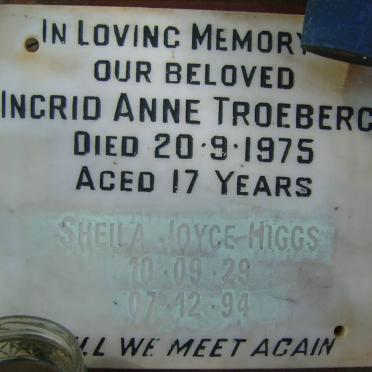 IN LOVING MEMORY
OUR BELOVED
INGRID ANNE TROEBERG
DIED 20·9·1975
AGED 17 YEARS
SHEILA JOYCE HIGGS
10·09·29
07·12·94
WE MEET AGAIN